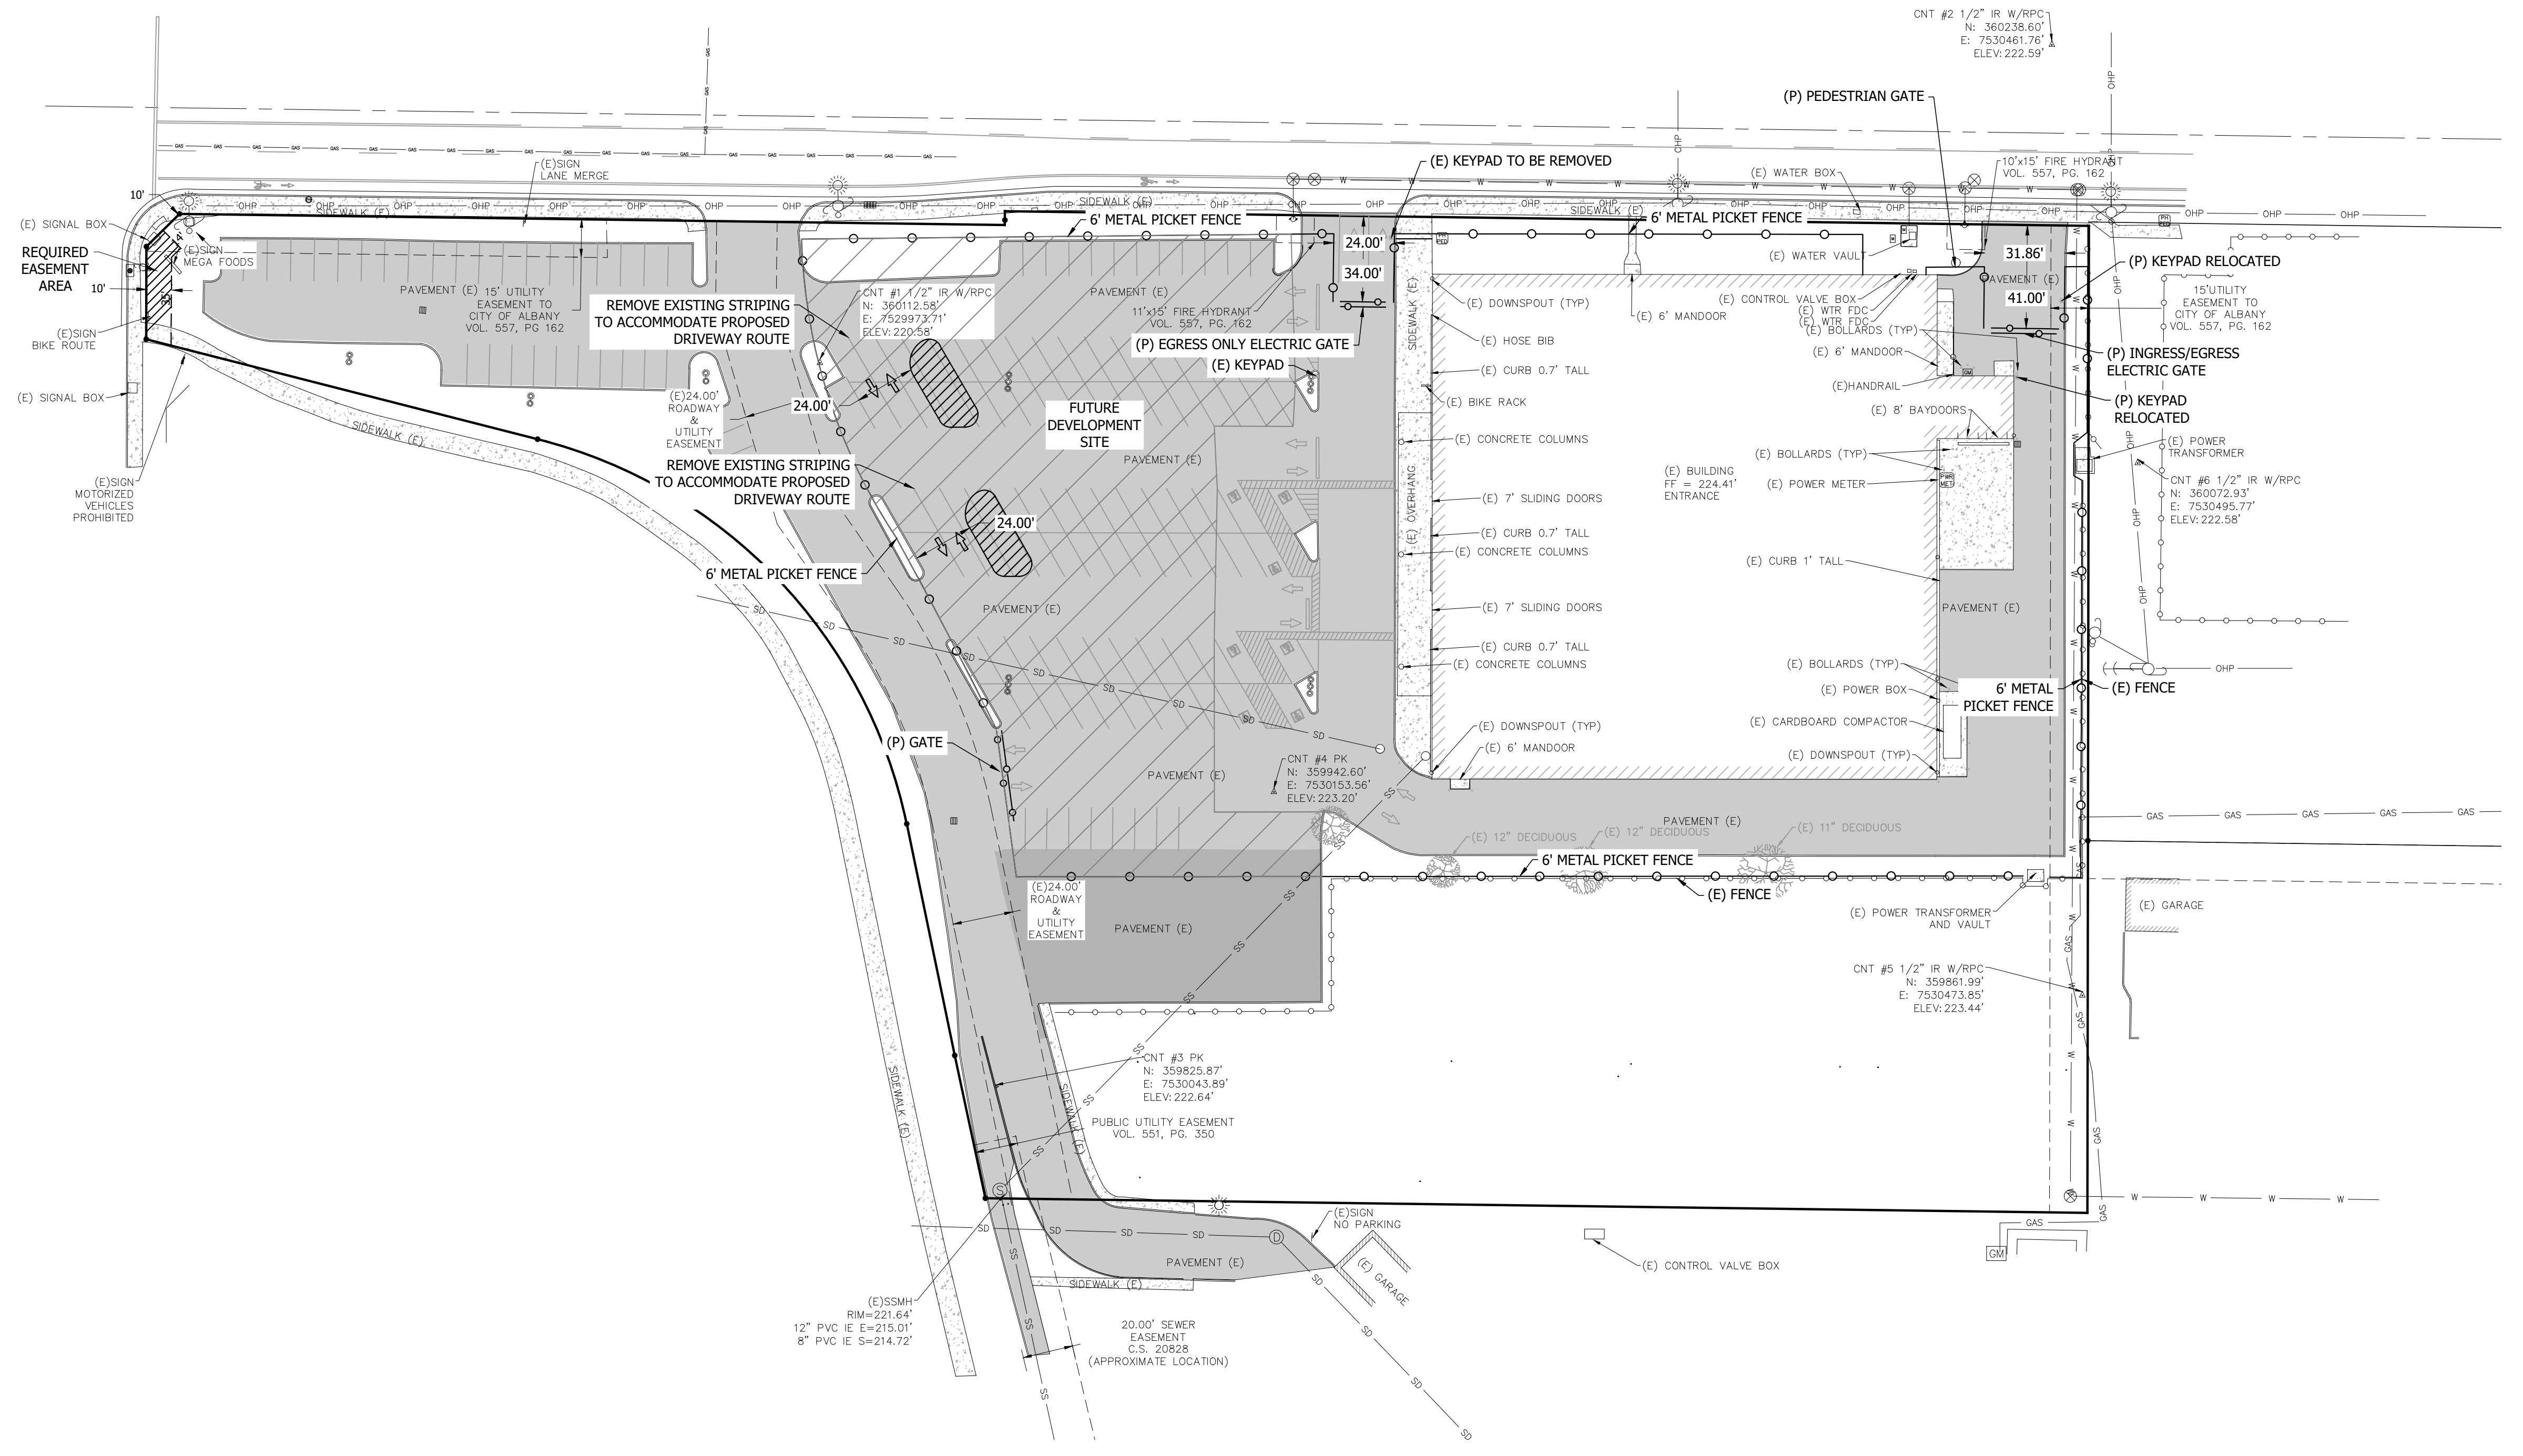 CNT #2 1/2" IR W/RPC
N: 360238.60'
E: 7530461.76'
ELEV: 222.59'
OHP
GAS
(P) PEDESTRIAN GATE
(E)SIGN
LANE MERGE
(E) KEYPAD TO BE REMOVED
10'x15' FIRE HYDRANT
VOL. 557, PG. 162
(E) WATER BOX
10'
(E) SIGNAL BOX
SIDEWALK (E)
SIDEWALK (E)
SIDEWALK (E)
6' METAL PICKET FENCE
6' METAL PICKET FENCE
REQUIRED
EASEMENT
AREA
10'
35'
(E)SIGN
MEGA FOODS
24.00'
34.00'
(E) WATER VAULT
31.86'
41.00'
PAVEMENT (E)
(P) KEYPAD RELOCATED
PAVEMENT (E)
15' UTILITY
EASEMENT TO
CITY OF ALBANY
VOL. 557, PG 162
REMOVE EXISTING STRIPING
TO ACCOMMODATE PROPOSED
DRIVEWAY ROUTE
CNT #1 1/2" IR W/RPC
N: 360112.58'
E: 7529973.71'
ELEV: 220.58'
PAVEMENT (E)
11'x15' FIRE HYDRANT
VOL. 557, PG. 162
(P) EGRESS ONLY ELECTRIC GATE
(E) KEYPAD
SIDEWALK (E)
(E) DOWNSPOUT (TYP)
(E) 6' MANDOOR
(E) HOSE BIB
(E) CURB 0.7' TALL
(E) BIKE RACK
(E) CONTROL VALVE BOX
(E) WTR FDC
(E) WTR FDC
(E) BOLLARDS (TYP)
(E) 6' MANDOOR
(E)HANDRAIL
(E) 8' BAYDOORS
15'UTILITY
EASEMENT TO
CITY OF ALBANY
VOL. 557, PG. 162
(P) INGRESS/EGRESS
ELECTRIC GATE
(P) KEYPAD
RELOCATED
(E) POWER
TRANSFORMER
CNT #6 1/2" IR W/RPC
N: 360072.93'
E: 7530495.77'
ELEV: 222.58'
(E)SIGN
BIKE ROUTE
(E) SIGNAL BOX
(E)SIGN
MOTORIZED
VEHICLES
PROHIBITED
SIDEWALK (E)
(E)24.00'
ROADWAY
&
UTILITY
EASEMENT
24.00'
FUTURE
DEVELOPMENT
SITE
PAVEMENT (E)
REMOVE EXISTING STRIPING
TO ACCOMMODATE PROPOSED
DRIVEWAY ROUTE
24.00'
6' METAL PICKET FENCE
PAVEMENT (E)
(E) OVERHANG
(E) CONCRETE COLUMNS
(E) 7' SLIDING DOORS
(E) CURB 0.7' TALL
(E) CONCRETE COLUMNS
(E) 7' SLIDING DOORS
(E) CURB 0.7' TALL
(E) CONCRETE COLUMNS
(E) DOWNSPOUT (TYP)
(E) 6' MANDOOR
(E) BUILDING
FF = 224.41'
ENTRANCE
(E) BOLLARDS (TYP)
(E) POWER METER
PWR
MET
(E) CURB 1' TALL
PAVEMENT (E)
(E) BOLLARDS (TYP)
(E) POWER BOX
(E) CARDBOARD COMPACTOR
(E) DOWNSPOUT (TYP)
6' METAL
PICKET FENCE
(E) FENCE
(P) GATE
PAVEMENT (E)
CNT #4 PK
N: 359942.60'
E: 7530153.56'
ELEV: 223.20'
PAVEMENT (E)
(E) 12" DECIDUOUS
(E) 12" DECIDUOUS
(E) 11" DECIDUOUS
6' METAL PICKET FENCE
(E) FENCE
(E)24.00'
ROADWAY
&
UTILITY
EASEMENT
PAVEMENT (E)
(E) POWER TRANSFORMER
AND VAULT
(E) GARAGE
CNT #5 1/2" IR W/RPC
N: 359861.99'
E: 7530473.85'
ELEV: 223.44'
CNT #3 PK
N: 359825.87'
E: 7530043.89'
ELEV: 222.64'
PUBLIC UTILITY EASEMENT
VOL. 551, PG. 350
SIDEWALK (E)
SIDEWALK (E)
(E)SIGN
NO PARKING
PAVEMENT (E)
SIDEWALK (E)
(E) GARAGE
(E) CONTROL VALVE BOX
GM
(E)SSMH
RIM=221.64'
12" PVC IE E=215.01'
8" PVC IE S=214.72'
20.00' SEWER
EASEMENT
C.S. 20828
(APPROXIMATE LOCATION)
SD
SS
S
D
W